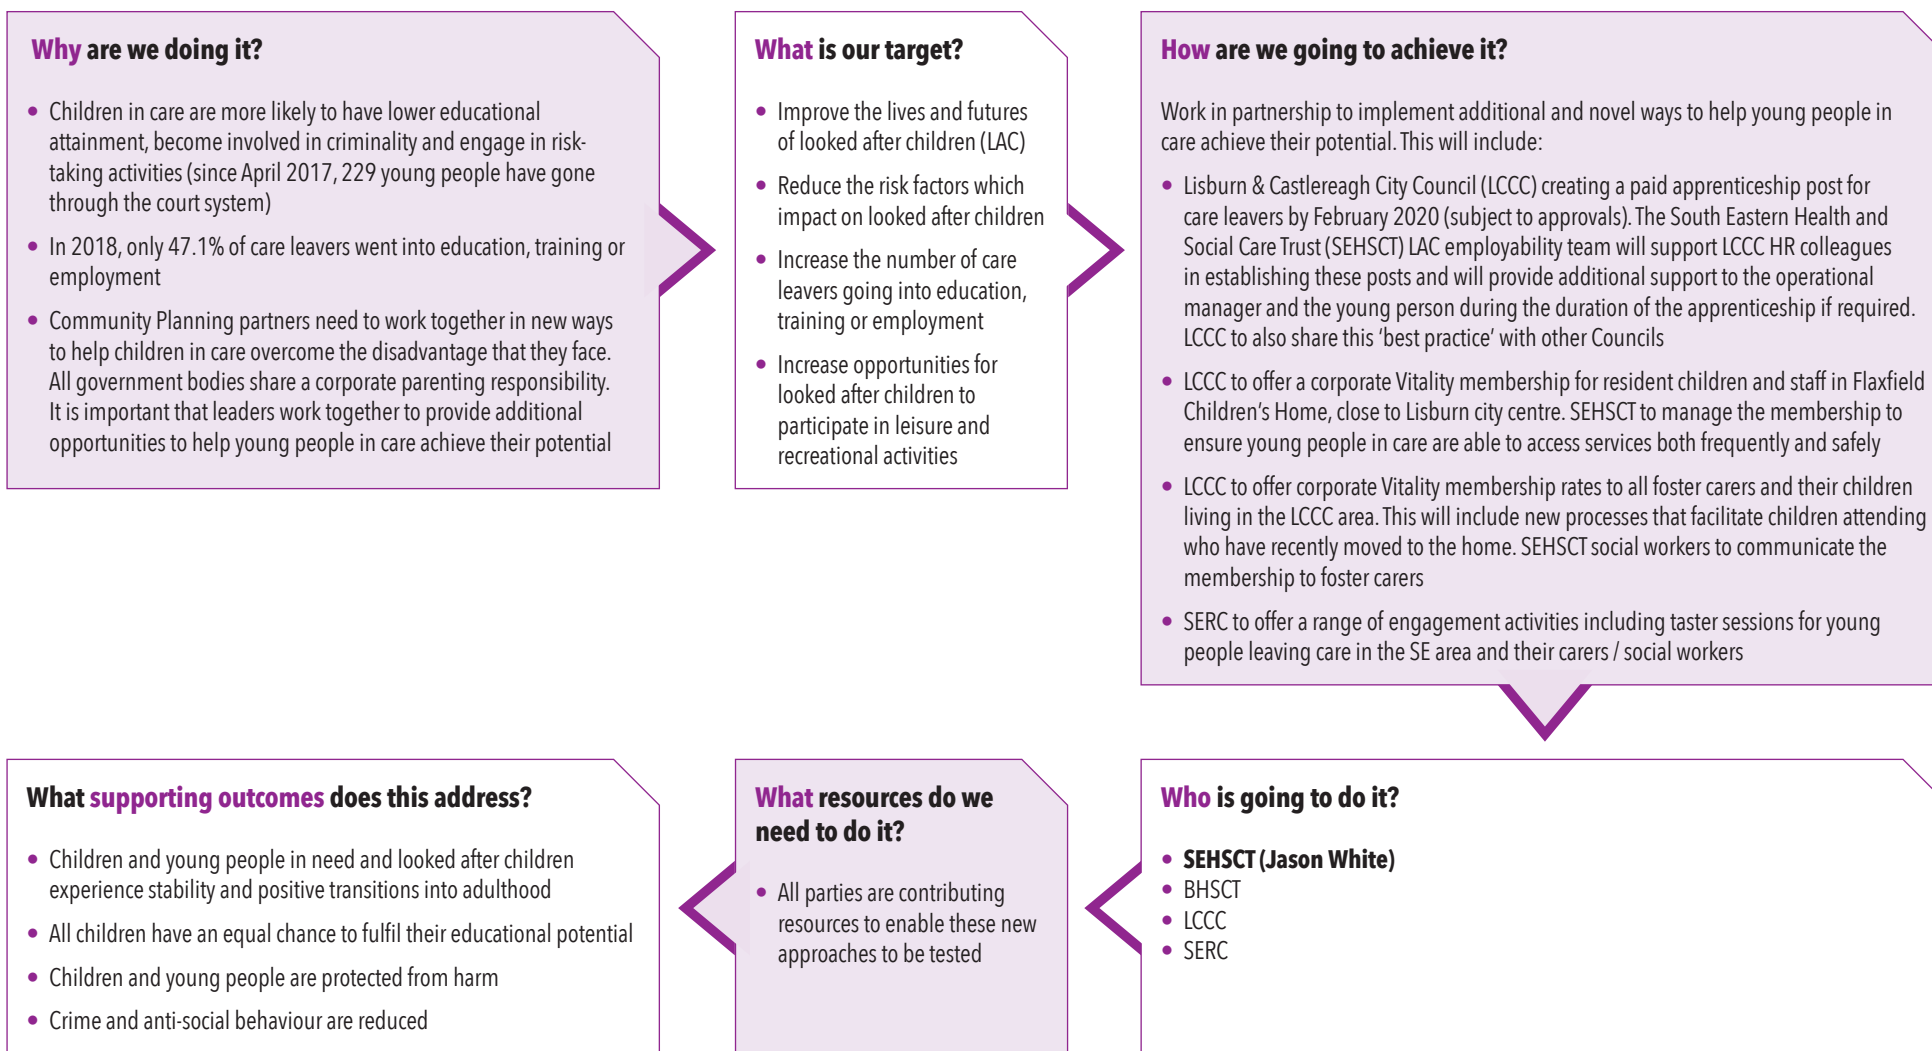 Why are we doing it?
• Children in care are more likely to have lower educational
attainment, become involved in criminality and engage in risk-
taking activities (since April 2017, 229 young people have gone
through the court system)
• In 2018, only 47.1% of care leavers went into education, training or
employment
• Community Planning partners need to work together in new ways
to help children in care overcome the disadvantage that they face.
All government bodies share a corporate parenting responsibility.
It is important that leaders work together to provide additional
opportunities to help young people in care achieve their potential
What is our target?
• Improve the lives and futures
of looked after children (LAC)
• Reduce the risk factors which
impact on looked after children
• Increase the number of care
leavers going into education,
training or employment
• Increase opportunities for
looked after children to
participate in leisure and
recreational activities
How are we going to achieve it?
Work in partnership to implement additional and novel ways to help young people in
care achieve their potential. This will include:
• Lisburn & Castlereagh City Council (LCCC) creating a paid apprenticeship post for
care leavers by February 2020 (subject to approvals). The South Eastern Health and
Social Care Trust (SEHSCT) LAC employability team will support LCCC HR colleagues
in establishing these posts and will provide additional support to the operational
manager and the young person during the duration of the apprenticeship if required.
LCCC to also share this ‘best practice’ with other Councils
• LCCC to offer a corporate Vitality membership for resident children and staff in Flaxfield
Children’s Home, close to Lisburn city centre. SEHSCT to manage the membership to
ensure young people in care are able to access services both frequently and safely
• LCCC to offer corporate Vitality membership rates to all foster carers and their children
living in the LCCC area. This will include new processes that facilitate children attending
who have recently moved to the home. SEHSCT social workers to communicate the
membership to foster carers
• SERC to offer a range of engagement activities including taster sessions for young
people leaving care in the SE area and their carers / social workers
Who is going to do it?
• SEHSCT (Jason White)
• BHSCT
• LCCC
• SERC
What resources do we
need to do it?
• All parties are contributing
resources to enable these new
approaches to be tested
What supporting outcomes does this address?
• Children and young people in need and looked after children
experience stability and positive transitions into adulthood
• All children have an equal chance to fulfil their educational potential
• Children and young people are protected from harm
• Crime and anti-social behaviour are reduced